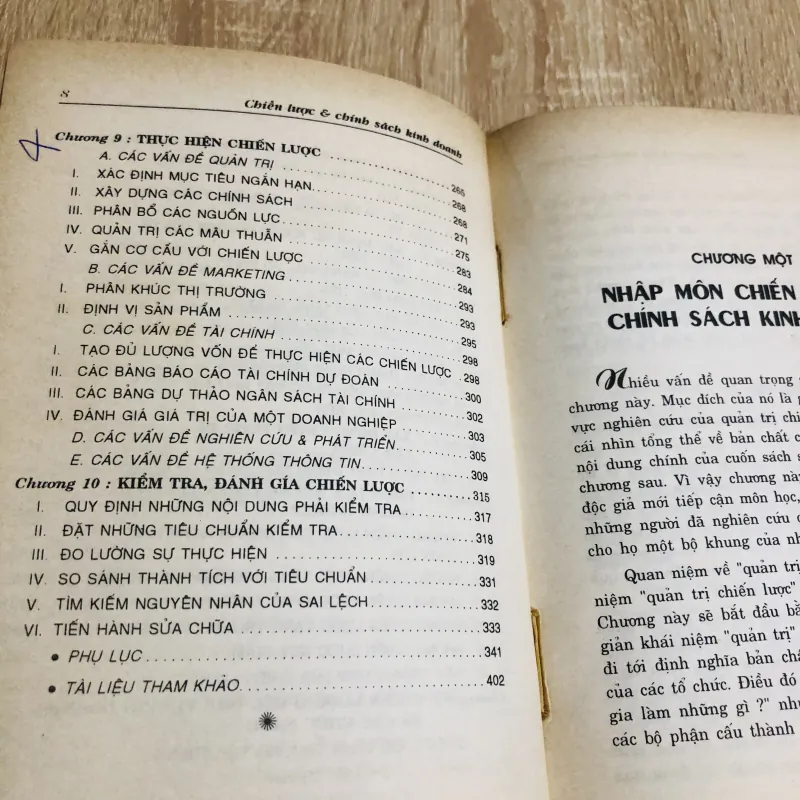 8
Chiến lược & chính sách kinh doanh
Chương 9 : THỰC HIỆN CHIẾN LƯỢC ........ 265
A. CÁC VẤN ĐỀ QUẢN TRỊ ........ 268
I. XÁC ĐỊNH MỤC TIÊU NGẮN HẠN ........ 268
II. XÂY DỰNG CÁC CHÍNH SÁCH ........ 271
III. PHÂN BỔ CÁC NGUỒN LỰC ........ 275
IV. QUẢN TRỊ CÁC MÂU THUẪN ........ 283
V. GẮN CƠ CẤU VỚI CHIẾN LƯỢC ........ 284
B. CÁC VẤN ĐỀ MARKETING ........ 293
I. PHÂN KHÚC THỊ TRƯỜNG ........ 293
II. ĐỊNH VỊ SẢN PHẨM ........ 295
C. CÁC VẤN ĐỀ TÀI CHÍNH ........ 298
I. TẠO ĐỦ LƯỢNG VỐN ĐỂ THỰC HIỆN CÁC CHIẾN LƯỢC . 298
II. CÁC BẢNG BÁO CÁO TÀI CHÍNH DỰ ĐOÀN ........ 300
III. CÁC BẢNG DỰ THẢO NGÂN SÁCH TÀI CHÍNH ........ 302
IV. ĐÁNH GIÁ GIÁ TRỊ CỦA MỘT DOANH NGHIỆP ........ 303
D. CÁC VẤN ĐỀ NGHIÊN CỨU & PHÁT TRIỂN ........ 305
E. CÁC VẤN ĐỀ HỆ THỐNG THÔNG TIN ........ 309
Chương 10 : KIỂM TRA, ĐÁNH GÍA CHIẾN LƯỢC ........ 315
I. QUY ĐỊNH NHỮNG NỘI DUNG PHẢI KIỂM TRA ........ 317
II. ĐẶT NHỮNG TIÊU CHUẨN KIỂM TRA ........ 318
III. ĐO LƯỜNG SỰ THỰC HIỆN ........ 319
IV. SO SÁNH THÀNH TÍCH VỚI TIÊU CHUẨN ........ 331
V. TÌM KIẾM NGUYÊN NHÂN CỦA SAI LỆCH ........ 332
VI. TIẾN HÀNH SỬA CHỮA ........ 333
• PHỤ LỤC ........ 341
• TÀI LIỆU THAM KHẢO ........ 402
CHƯƠNG MỘT
NHẬP MÔN CHIẾN
CHÍNH SÁCH KINH
Nhiều vấn đề quan trọng
chương này. Mục đích của nó là
vực nghiên cứu của quản trị
cái nhìn tổng thể về bản chất
nội dung chính của cuốn sách
chương sau. Vì vậy chương này
độc giả mới tiếp cận môn học,
những người đã nghiên cứu
cho họ một bộ khung của
Quan niệm về "quản trị
niệm "quản trị chiến lược"
Chương này sẽ bắt đầu
giản khái niệm "quản trị"
đi tới định nghĩa bản
của các tổ chức. Điều đó
gia làm những gì ?"
các bộ phận cấu thành